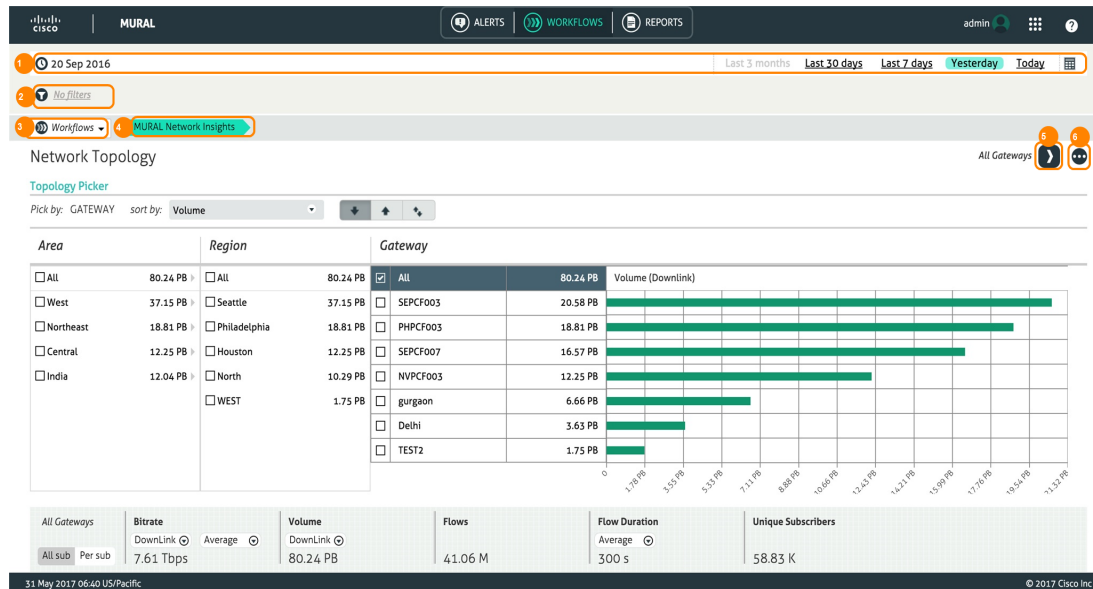 cisco MURAL ALERTS WORKFLOWS REPORTS admin ?
1 20 Sep 2016 Last 3 months Last 30 days Last 7 days Yesterday Today
2 No filters
3 Workflows 4 MURAL Network Insights 5 6
Network Topology All Gateways
Topology Picker
Pick by: GATEWAY sort by: Volume
Area Region Gateway
All 80.24 PB All 80.24 PB All 80.24 PB Volume (Downlink)
West 37.15 PB Seattle 37.15 PB SEPCF003 20.58 PB
Northeast 18.81 PB Philadelphia 18.81 PB PHPCF003 18.81 PB
Central 12.25 PB Houston 12.25 PB SEPCF007 16.57 PB
India 12.04 PB North 10.29 PB NVPCF003 12.25 PB
WEST 1.75 PB gurgaon 6.66 PB
Delhi 3.63 PB
TEST2 1.75 PB
0 1.78 PB 3.55 PB 5.33 PB 7.11 PB 8.88 PB 10.66 PB 12.43 PB 14.21 PB 15.99 PB 17.76 PB 19.54 PB 21.32 PB
All Gateways Bitrate Volume Flows Flow Duration Unique Subscribers
DownLink Average DownLink Average
All sub Per sub 7.61 Tbps 80.24 PB 41.06 M 300 s 58.83 K
31 May 2017 06:40 US/Pacific © 2017 Cisco Inc